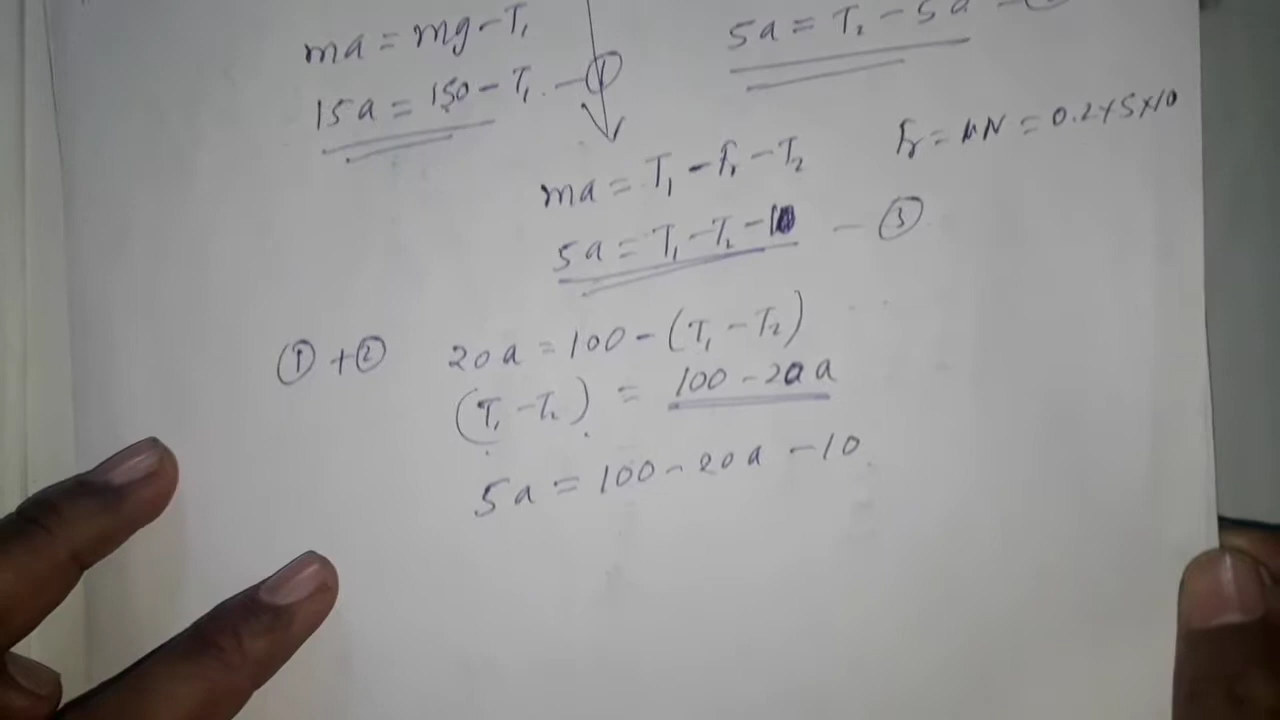 ma = mg - T₁
15a = 150 - T₁ - ①
5a = T₂ - 5a -
ma = T₁ - Fr - T₂
Fr = μN = 0.2×5×10
5a = T₁ - T₂ - 10 - ③
① + ② 20a = 100 - (T₁ - T₂)
(T₁ - T₂) = 100 - 20a
5a = 100 - 20a - 10